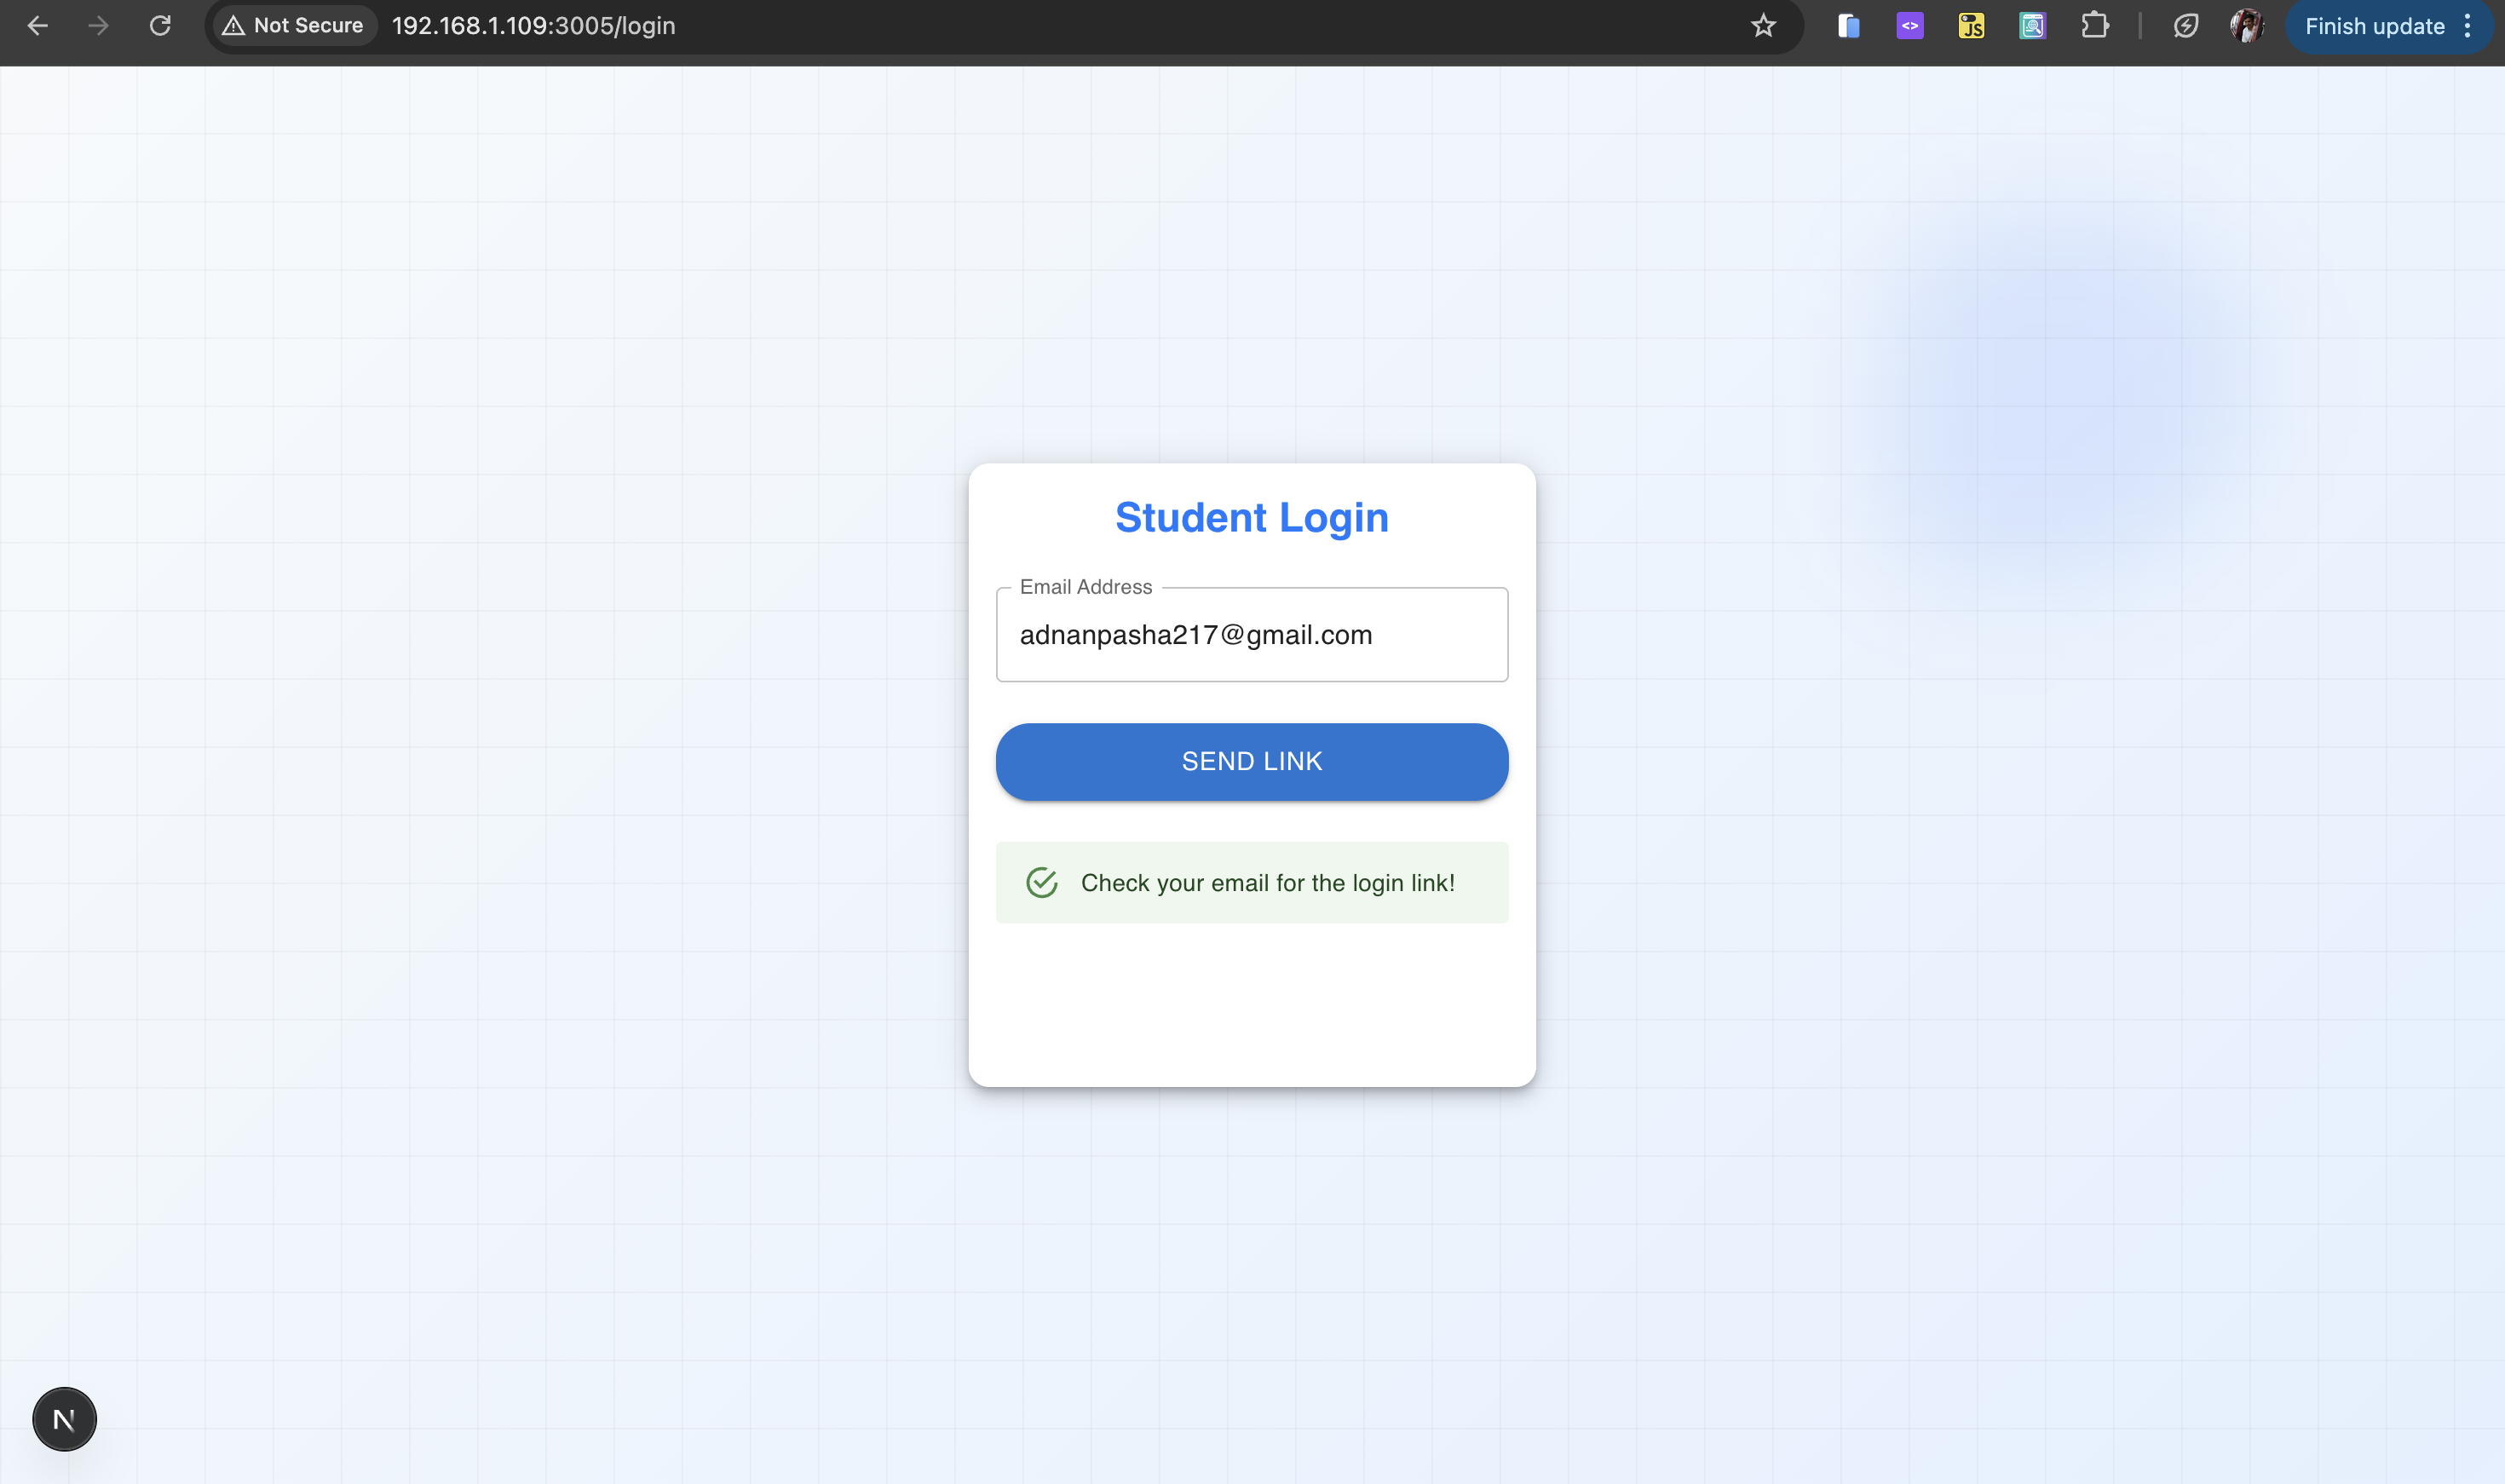 Not Secure 192.168.1.109:3005/login <> JS Finish update
Student Login
Email Address
adnanpasha217@gmail.com
SEND LINK
Check your email for the login link!
N